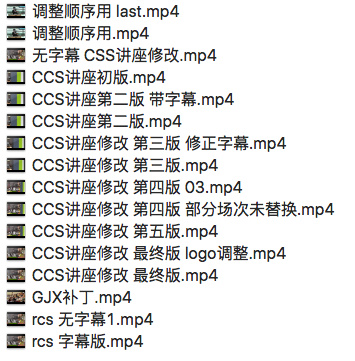 调整顺序用 last.mp4
调整顺序用.mp4
无字幕 CSS讲座修改.mp4
CCS讲座初版.mp4
CCS讲座第二版 带字幕.mp4
CCS讲座第二版.mp4
CCS讲座修改 第三版 修正字幕.mp4
CCS讲座修改 第三版.mp4
CCS讲座修改 第四版 03.mp4
CCS讲座修改 第四版 部分场次未替换.mp4
CCS讲座修改 第五版.mp4
CCS讲座修改 最终版 logo调整.mp4
CCS讲座修改 最终版.mp4
GJX补丁.mp4
rcs 无字幕1.mp4
rcs 字幕版.mp4